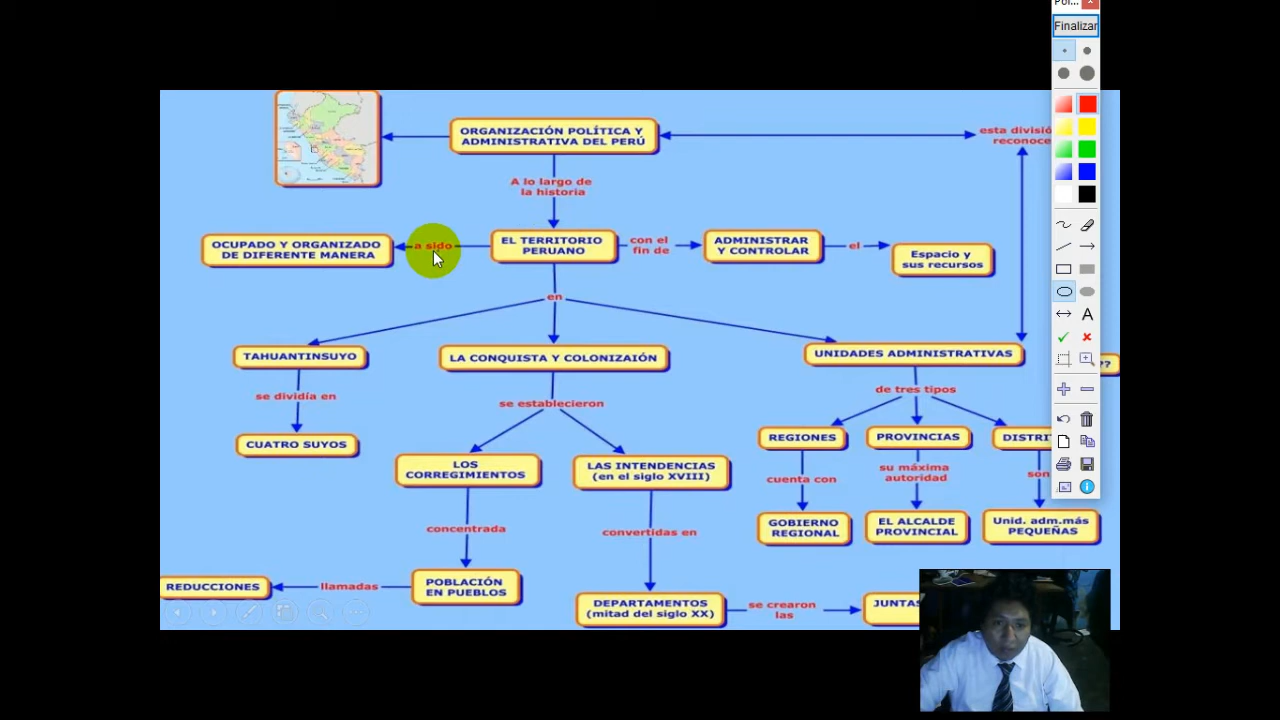 Finalizar
ORGANIZACIÓN POLÍTICA Y
ADMINISTRATIVA DEL PERÚ
reconoce
A lo largo de
la historia
OCUPADO Y ORGANIZADO
DE DIFERENTE MANERA
a sido
EL TERRITORIO
PERUANO
con el
fin de
ADMINISTRAR
Y CONTROLAR
el
Espacio y
sus recursos
en
TAHUANTINSUYO
LA CONQUISTA Y COLONIZAIÓN
UNIDADES ADMINISTRATIVAS
??
se dividía en
se establecieron
de tres tipos
CUATRO SUYOS
LOS
CORREGIMIENTOS
LAS INTENDENCIAS
(en el siglo XVIII)
REGIONES
PROVINCIAS
cuenta con
su máxima
autoridad
son
GOBIERNO
REGIONAL
EL ALCALDE
PROVINCIAL
Unid. adm.más
PEQUEÑAS
concentrada
convertidas en
REDUCCIONES
llamadas
POBLACIÓN
EN PUEBLOS
DEPARTAMENTOS
(mitad del siglo XX)
se crearon
las